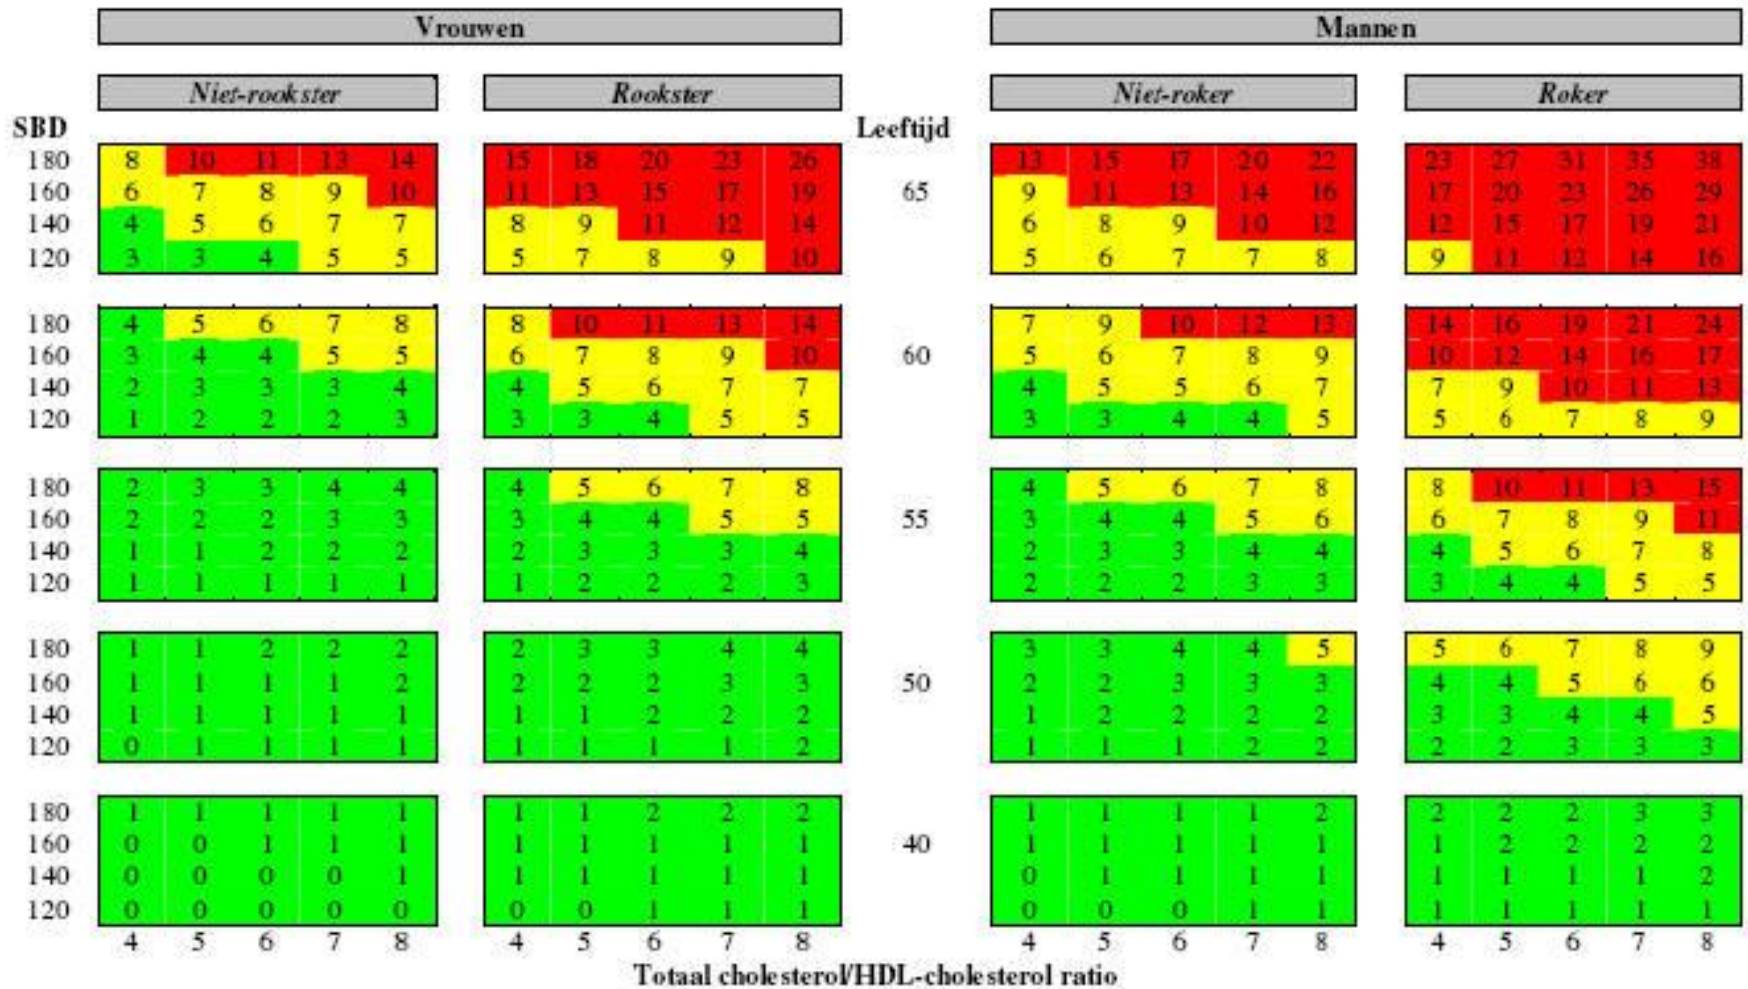 Vrouwen Mannen
Niet-rookster Rookster Niet-roker Roker
SBD Leeftijd
180 8 10 11 13 14 15 18 20 23 26 13 15 17 20 22 23 27 31 35 38
160 6 7 8 9 10 11 13 15 17 19 65 9 11 13 14 16 17 20 23 26 29
140 4 5 6 7 7 8 9 11 12 14 6 8 9 10 12 12 15 17 19 21
120 3 3 4 5 5 5 7 8 9 10 5 6 7 7 8 9 11 12 14 16
180 4 5 6 7 8 8 10 11 13 14 7 9 10 12 13 14 16 19 21 24
160 3 4 4 5 5 6 7 8 9 10 60 5 6 7 8 9 10 12 14 16 17
140 2 3 3 3 4 4 5 6 7 7 4 5 5 6 7 7 9 10 11 13
120 1 2 2 2 3 3 3 4 5 5 3 3 4 4 5 5 6 7 8 9
180 2 3 3 4 4 4 5 6 7 8 4 5 6 7 8 8 10 11 13 15
160 2 2 2 3 3 3 4 4 5 5 55 3 4 4 5 6 6 7 8 9 11
140 1 1 2 2 2 2 3 3 3 4 2 3 3 4 4 4 5 6 7 8
120 1 1 1 1 1 1 2 2 2 3 2 2 2 3 3 3 4 4 5 5
180 1 1 2 2 2 2 3 3 4 4 3 3 4 4 5 5 6 7 8 9
160 1 1 1 1 2 2 2 2 3 3 50 2 2 3 3 3 4 4 5 6 6
140 1 1 1 1 1 1 1 2 2 2 1 2 2 2 2 3 3 4 4 5
120 0 1 1 1 1 1 1 1 1 2 1 1 1 2 2 2 2 3 3 3
180 1 1 1 1 1 1 1 2 2 2 1 1 1 1 2 2 2 2 3 3
160 0 0 1 1 1 1 1 1 1 1 40 1 1 1 1 1 1 2 2 2 2
140 0 0 0 0 1 1 1 1 1 1 0 1 1 1 1 1 1 1 1 2
120 0 0 0 0 0 0 0 1 1 1 0 0 0 1 1 1 1 1 1 1
4 5 6 7 8 4 5 6 7 8 4 5 6 7 8 4 5 6 7 8
Totaal cholesterol/HDL-cholesterol ratio